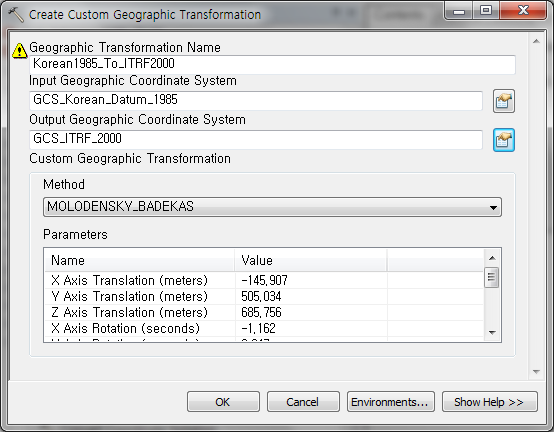 Create Custom Geographic Transformation
Geographic Transformation Name
Korean1985_To_ITRF2000
Input Geographic Coordinate System
GCS_Korean_Datum_1985
Output Geographic Coordinate System
GCS_ITRF_2000
Custom Geographic Transformation
Method
MOLODENSKY_BADEKAS
Parameters
Name Value
X Axis Translation (meters) -145,907
Y Axis Translation (meters) 505,034
Z Axis Translation (meters) 685,756
X Axis Rotation (seconds) -1,162
OK Cancel Environments... Show Help >>